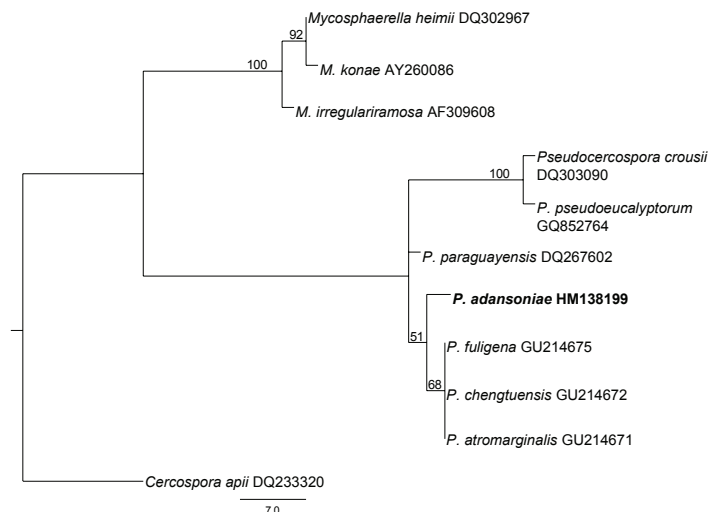 Mycosphaerella heimii DQ302967
92
M. konae AY260086
100
M. irregulariramosa AF309608
Pseudocercospora crousii
DQ303090
100
P. pseudoeucalyptorum
GQ852764
P. paraguayensis DQ267602
P. adansoniae HM138199
51
P. fuligena GU214675
68
P. chengtuensis GU214672
P. atromarginalis GU214671
Cercospora apii DQ233320
7.0